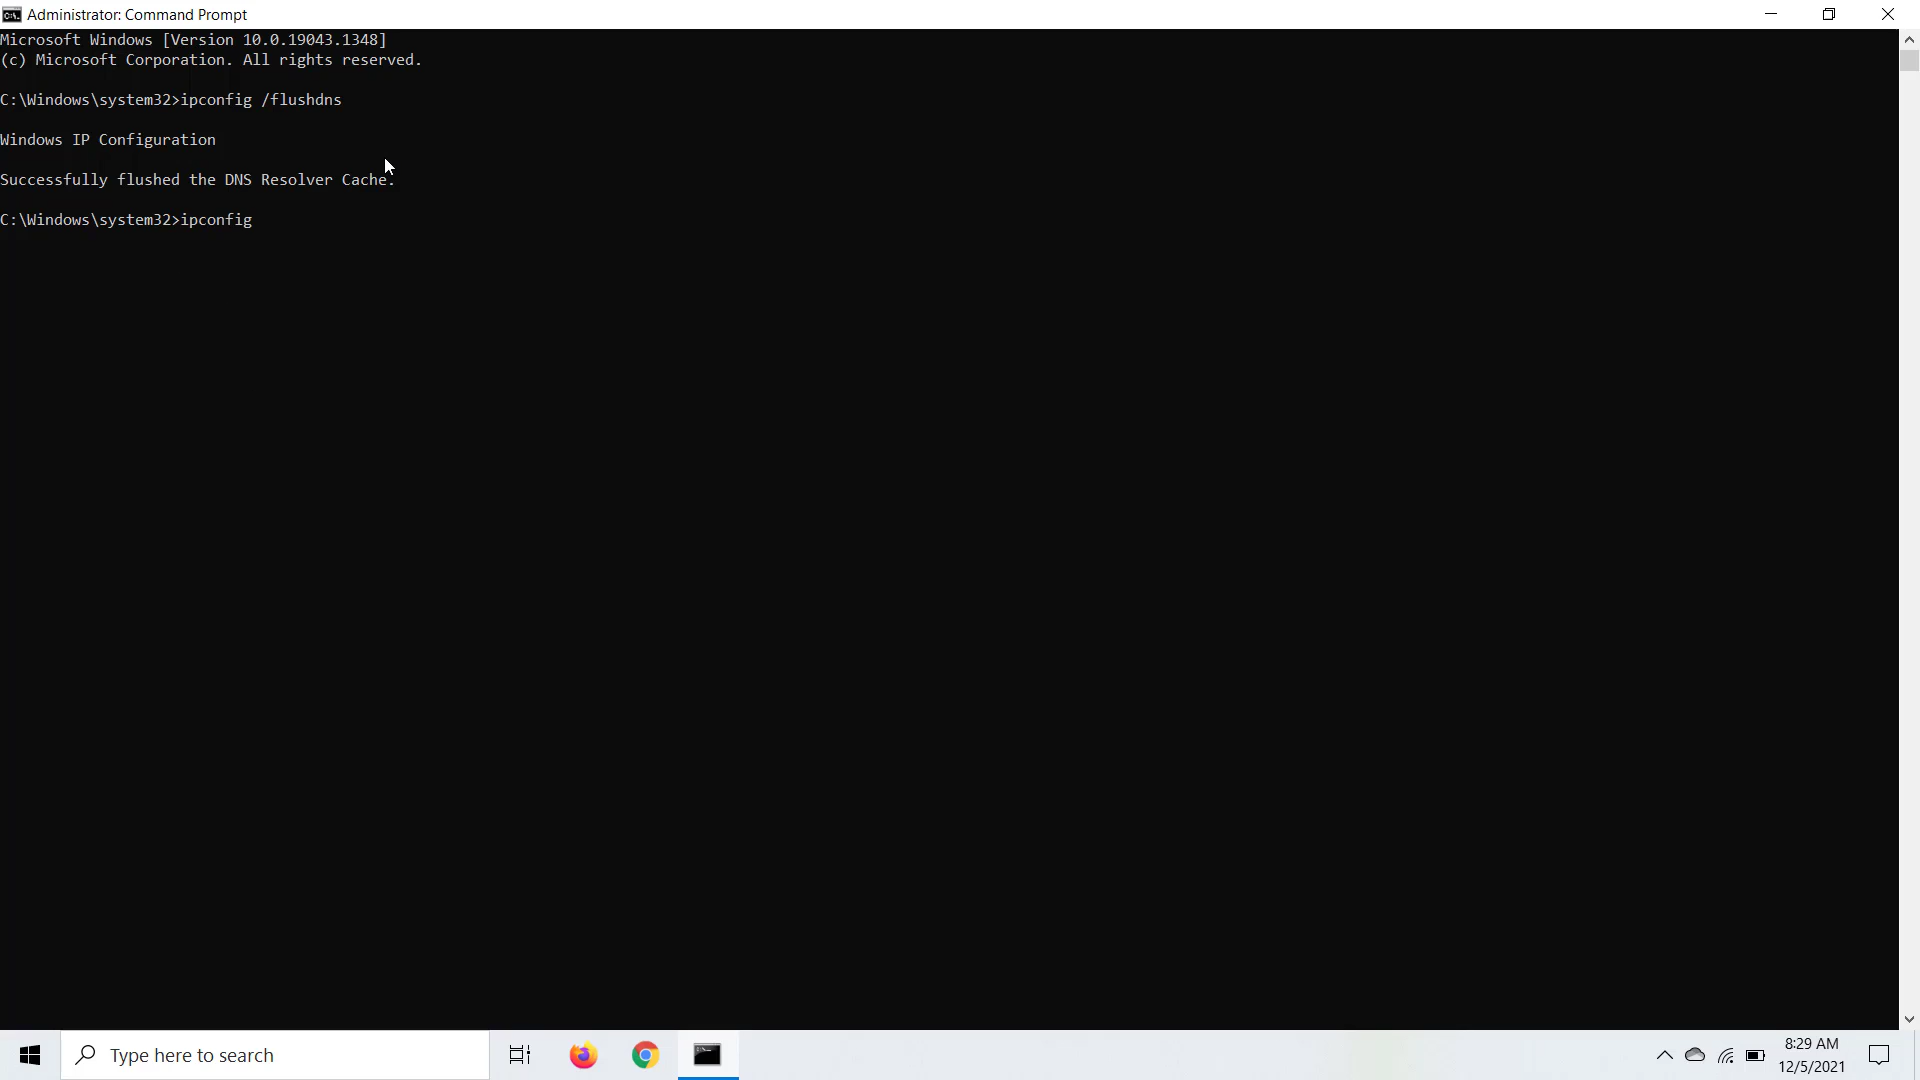 Administrator: Command Prompt
Microsoft Windows [Version 10.0.19043.1348]
(c) Microsoft Corporation. All rights reserved.
C:\Windows\system32>ipconfig /flushdns
Windows IP Configuration
Successfully flushed the DNS Resolver Cache.
C:\Windows\system32>ipconfig
Type here to search
8:29 AM
12/5/2021